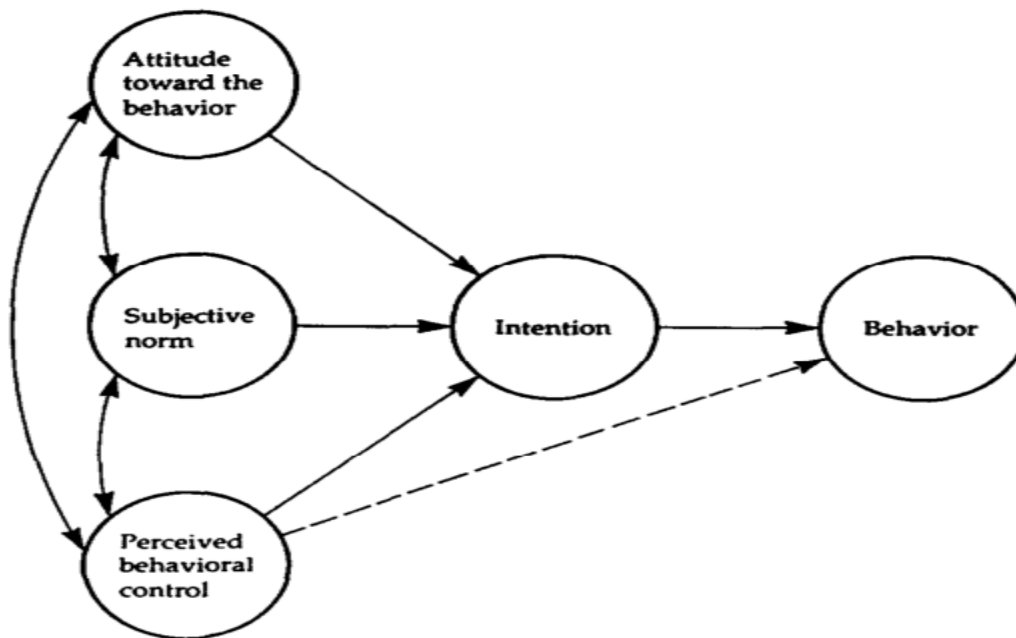 Attitude
toward the
behavior
Subjective
norm
Intention
Behavior
Perceived
behavioral
control